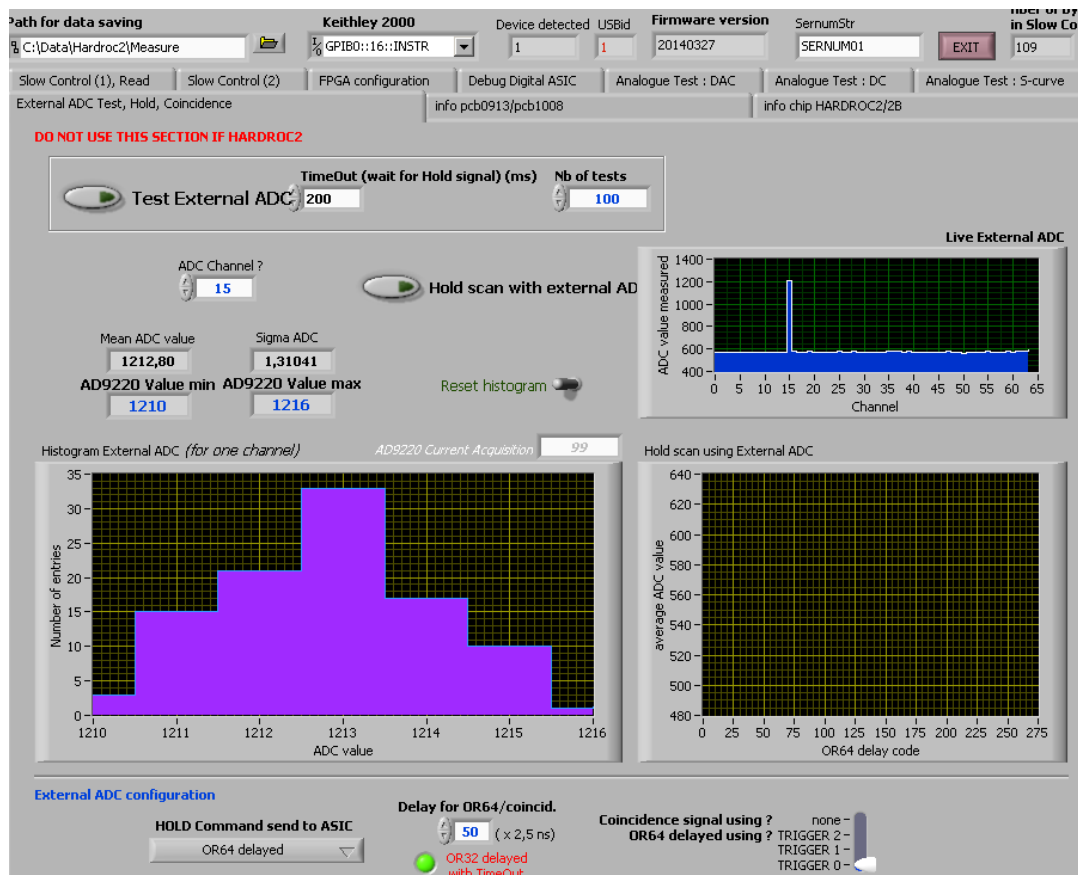 Path for data saving
Keithley 2000
Device detected
USBid
Firmware version
SernumStr
in Slow Co
C:\Data\Hardroc2\Measure
GPIB0::16::INSTR
1
1
20140327
SERNUM01
EXIT
109
Slow Control (1), Read
Slow Control (2)
FPGA configuration
Debug Digital ASIC
Analogue Test : DAC
Analogue Test : DC
Analogue Test : S-curve
External ADC Test, Hold, Coincidence
info pcb0913/pcb1008
info chip HARDROC2/2B
DO NOT USE THIS SECTION IF HARDROC2
TimeOut (wait for Hold signal) (ms)
Nb of tests
Test External ADC
200
100
Live External ADC
ADC Channel ?
15
Hold scan with external AD
Mean ADC value
Sigma ADC
1212,80
1,31041
AD9220 Value min
AD9220 Value max
1210
1216
Reset histogram
ADC value measured
1400
1200
1000
800
600
400
0 5 10 15 20 25 30 35 40 45 50 55 60 65
Channel
Histogram External ADC (for one channel)
AD9220 Current Acquisition
99
Number of entries
35
30
25
20
15
10
5
0
1210 1211 1212 1213 1214 1215 1216
ADC value
Hold scan using External ADC
average ADC value
640
620
600
580
560
540
520
500
480
0 25 50 75 100 125 150 175 200 225 250 275
OR64 delay code
External ADC configuration
HOLD Command send to ASIC
OR64 delayed
Delay for OR64/coincid.
50 ( x 2,5 ns)
OR32 delayed
with TimeOut
Coincidence signal using ?
OR64 delayed using ?
none
TRIGGER 2
TRIGGER 1
TRIGGER 0